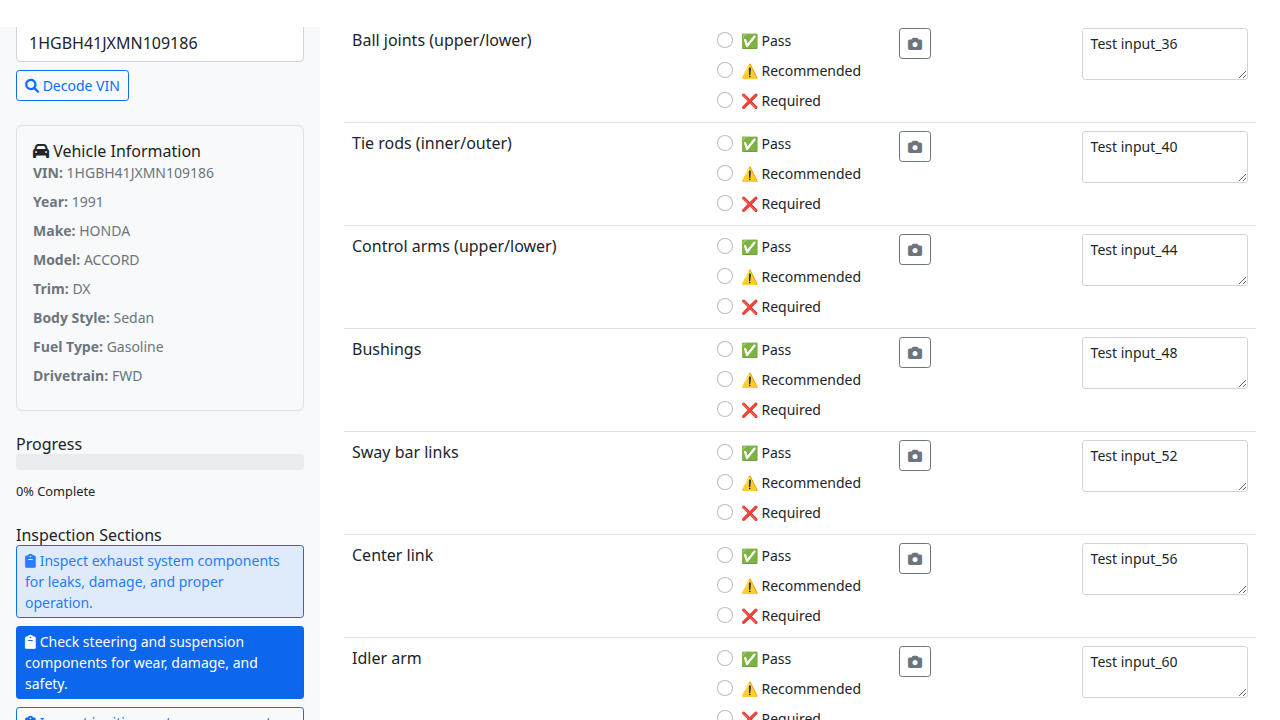 1HGBH41JXMN109186
Decode VIN
Vehicle Information
VIN: 1HGBH41JXMN109186
Year: 1991
Make: HONDA
Model: ACCORD
Trim: DX
Body Style: Sedan
Fuel Type: Gasoline
Drivetrain: FWD
Progress
0% Complete
Inspection Sections
Inspect exhaust system components
for leaks, damage, and proper
operation.
Check steering and suspension
components for wear, damage, and
safety.
Ball joints (upper/lower)
✅ Pass
⚠️ Recommended
❌ Required
Test input_36
Tie rods (inner/outer)
✅ Pass
⚠️ Recommended
❌ Required
Test input_40
Control arms (upper/lower)
✅ Pass
⚠️ Recommended
❌ Required
Test input_44
Bushings
✅ Pass
⚠️ Recommended
❌ Required
Test input_48
Sway bar links
✅ Pass
⚠️ Recommended
❌ Required
Test input_52
Center link
✅ Pass
⚠️ Recommended
❌ Required
Test input_56
Idler arm
✅ Pass
⚠️ Recommended
❌ Required
Test input_60